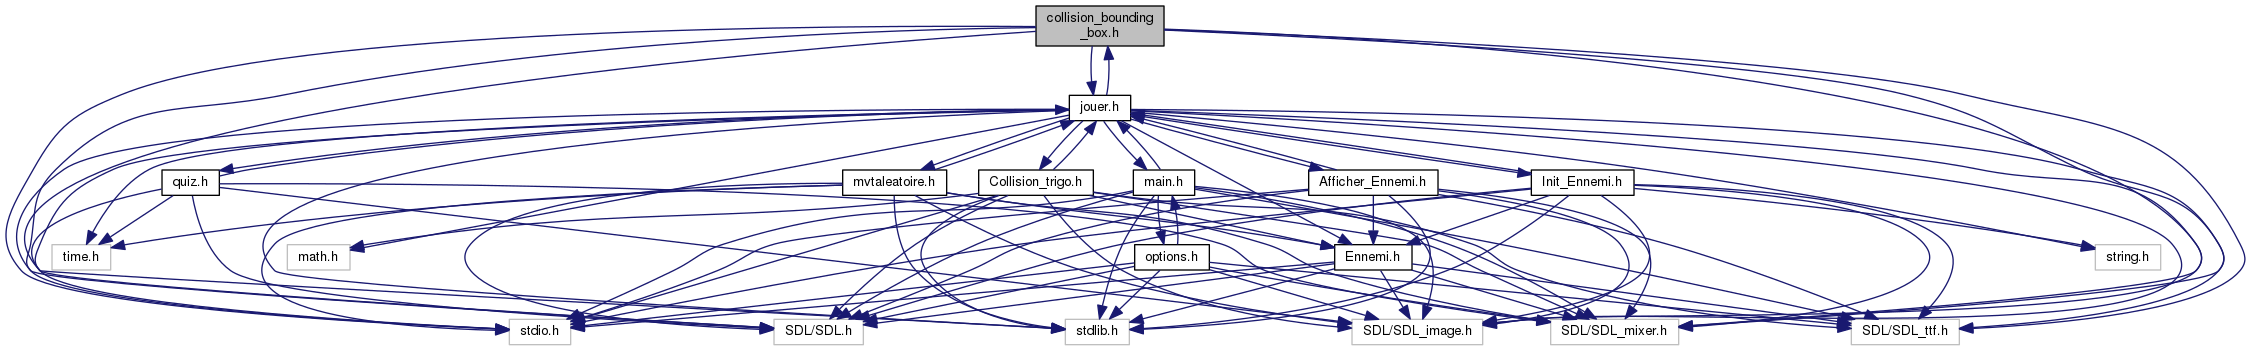 collision_bounding
_box.h
jouer.h
quiz.h
mvtaleatoire.h
Collision_trigo.h
main.h
Afficher_Ennemi.h
Init_Ennemi.h
time.h
math.h
options.h
Ennemi.h
string.h
stdio.h
SDL/SDL.h
stdlib.h
SDL/SDL_image.h
SDL/SDL_mixer.h
SDL/SDL_ttf.h